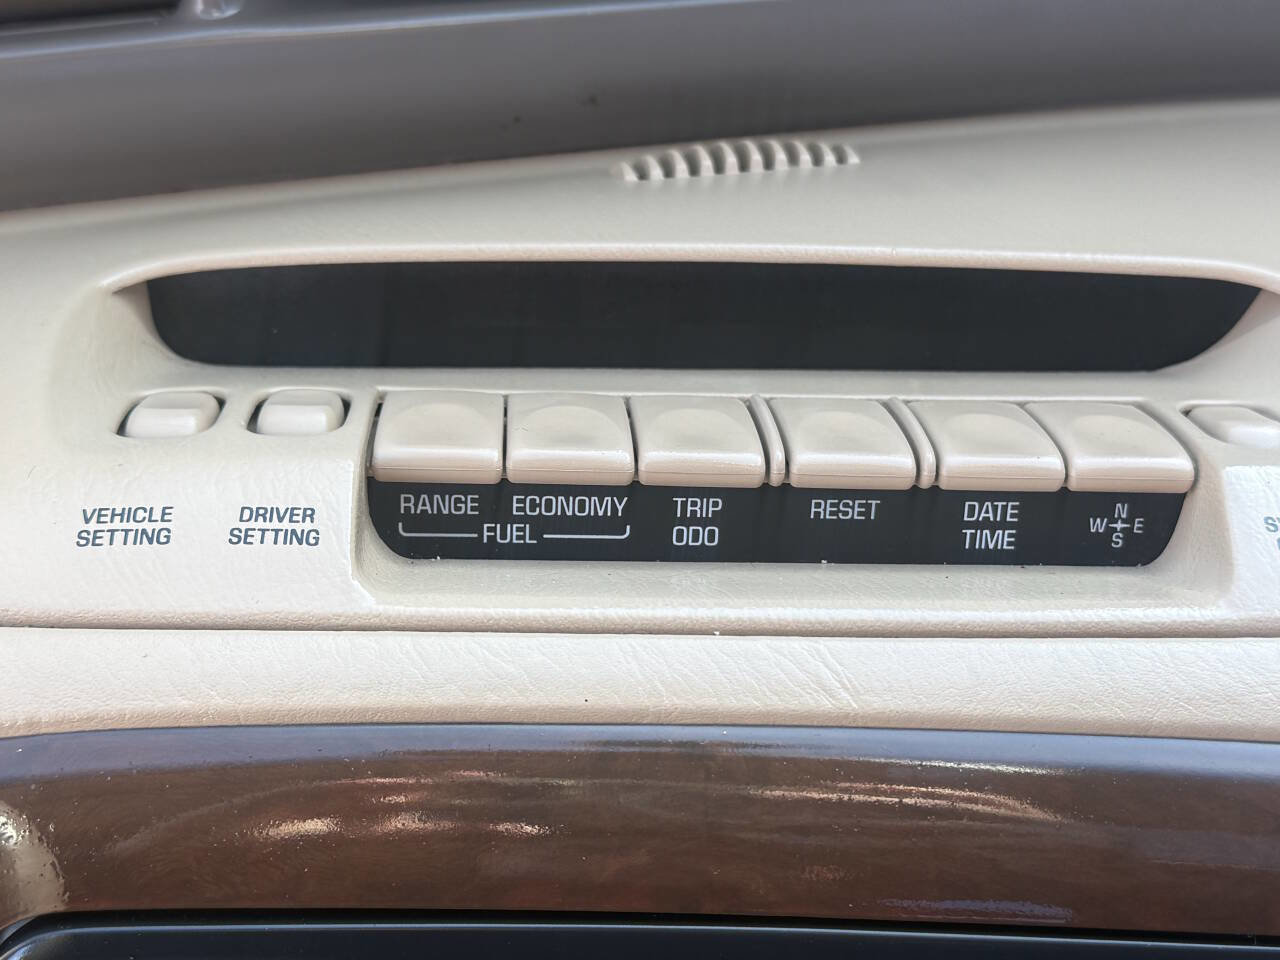 VEHICLE
SETTING
DRIVER
SETTING
RANGE ECONOMY
FUEL
TRIP
ODO
RESET
DATE
TIME
N
W E
S